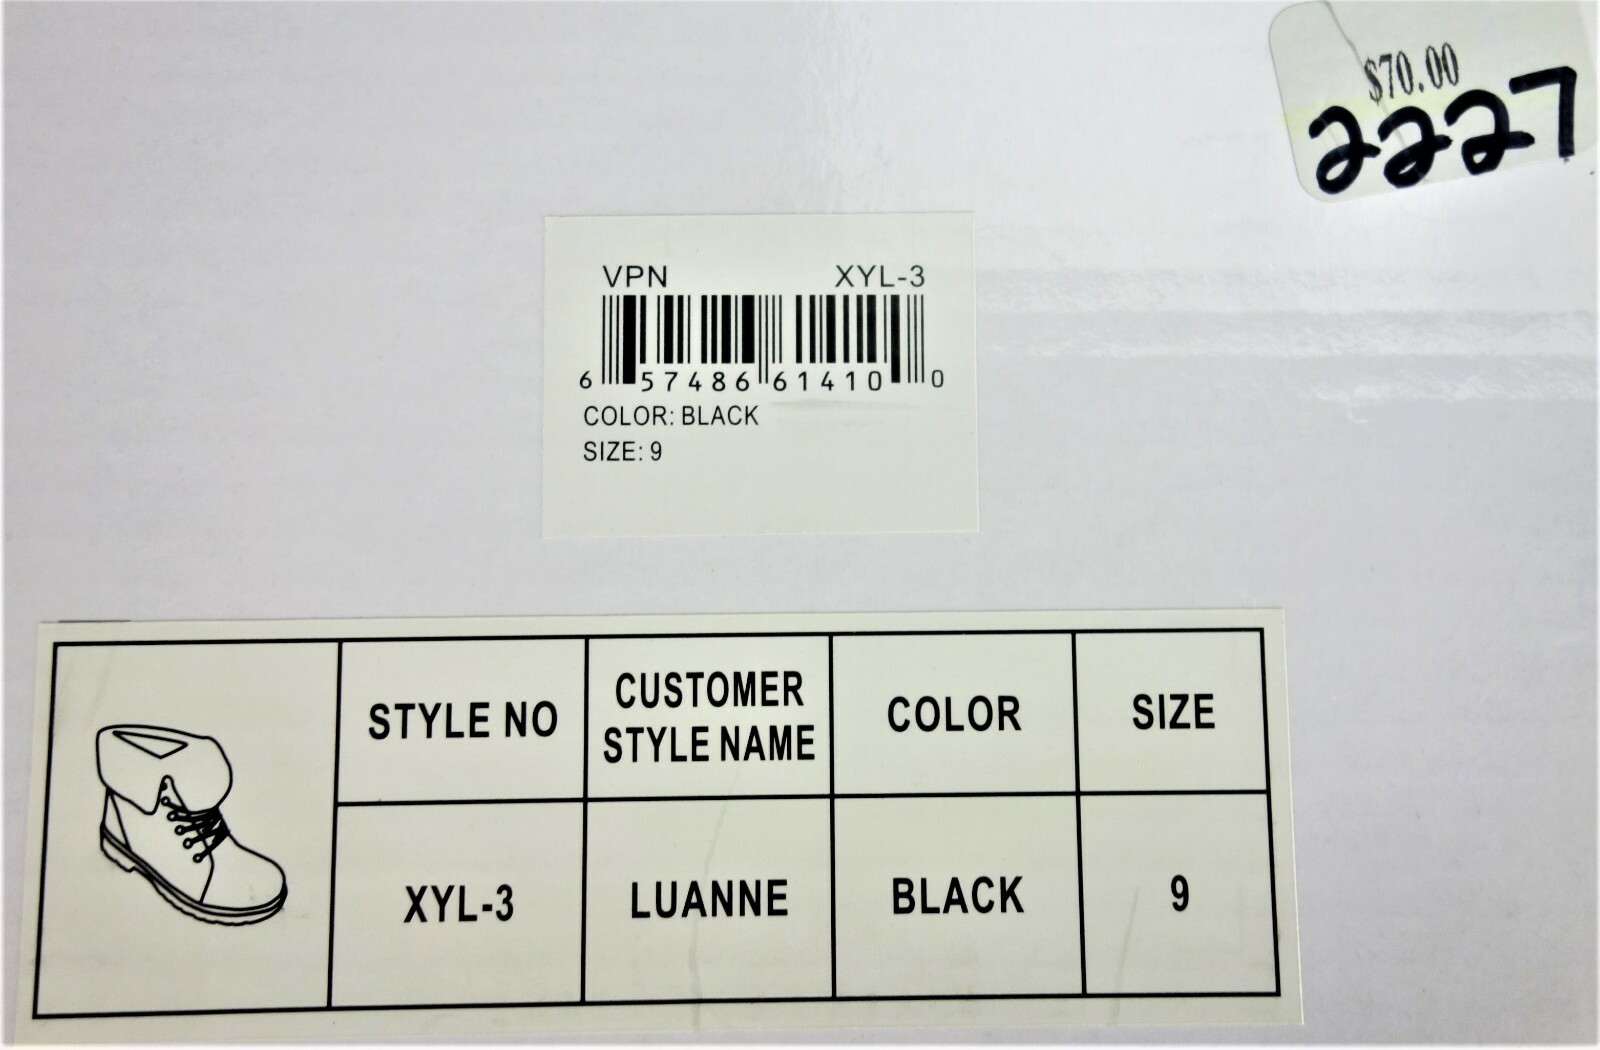 $70.00
2227
VPN XYL-3
6 57486 61410 0
COLOR: BLACK
SIZE: 9
STYLE NO CUSTOMER STYLE NAME COLOR SIZE
XYL-3 LUANNE BLACK 9